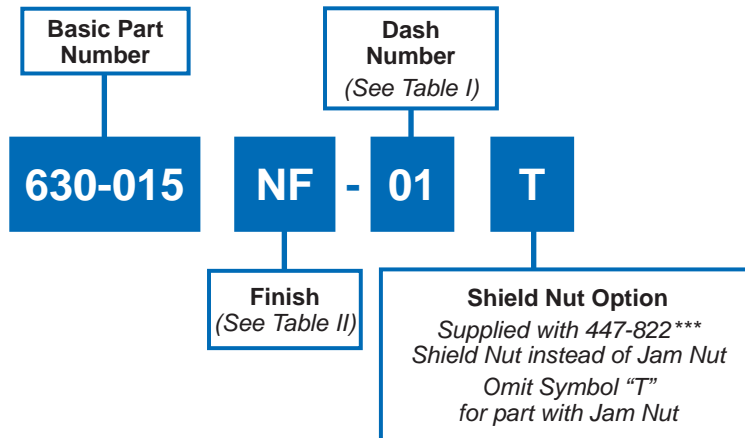 Basic Part
Number
Dash
Number
(See Table I)
630-015 NF - 01 T
Finish
(See Table II)
Shield Nut Option
Supplied with 447-822***
Shield Nut instead of Jam Nut
Omit Symbol “T”
for part with Jam Nut